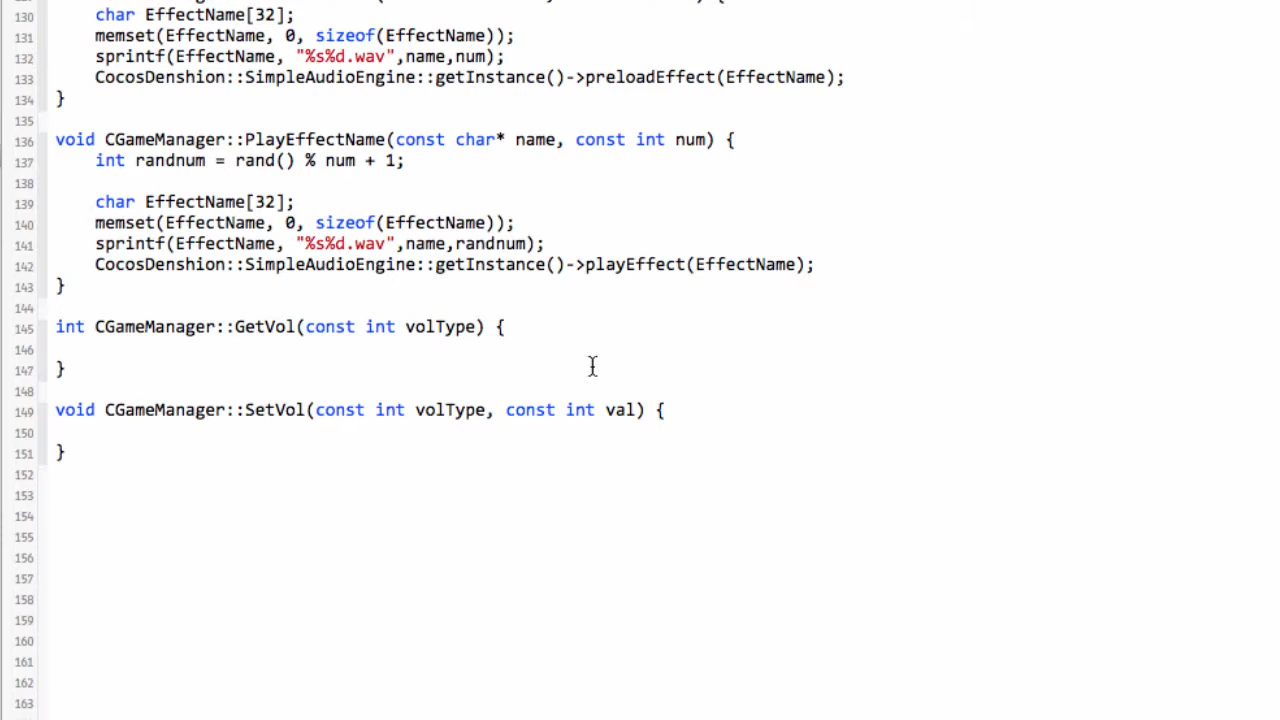 130 char EffectName[32];
131 memset(EffectName, 0, sizeof(EffectName));
132 sprintf(EffectName, "%s%d.wav",name,num);
133 CocosDenshion::SimpleAudioEngine::getInstance()->preloadEffect(EffectName);
134 }
135
136 void CGameManager::PlayEffectName(const char* name, const int num) {
137 int randnum = rand() % num + 1;
138
139 char EffectName[32];
140 memset(EffectName, 0, sizeof(EffectName));
141 sprintf(EffectName, "%s%d.wav",name,randnum);
142 CocosDenshion::SimpleAudioEngine::getInstance()->playEffect(EffectName);
143 }
144
145 int CGameManager::GetVol(const int volType) {
146
147 }
148
149 void CGameManager::SetVol(const int volType, const int val) {
150
151 }
152
153
154
155
156
157
158
159
160
161
162
163